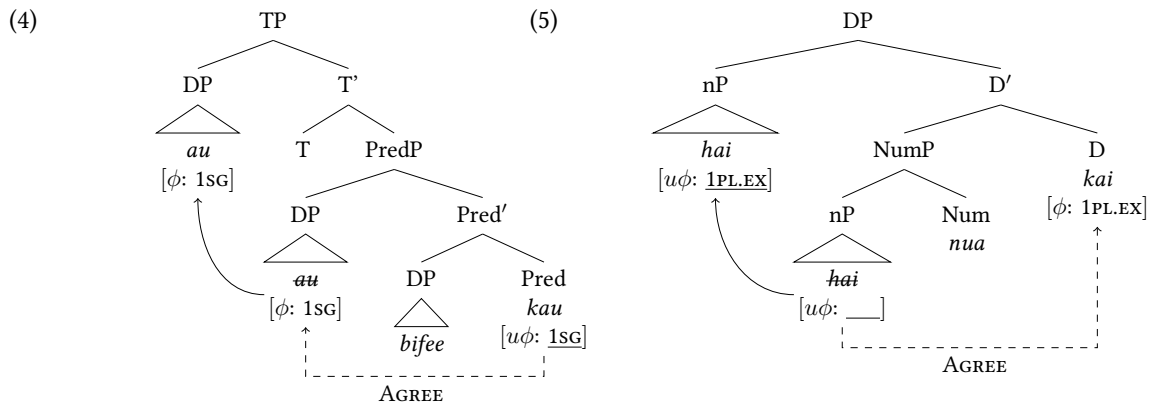 (4)
TP
DP T’
au T PredP
[ϕ: 1SG]
DP Pred′
au DP Pred
[ϕ: 1SG] bifee kau
[uϕ: 1SG]
AGREE
(5)
DP
nP D′
hai NumP D
[uϕ: 1PL.EX] kai
nP Num [ϕ: 1PL.EX]
hai nua
[uϕ: ___]
AGREE